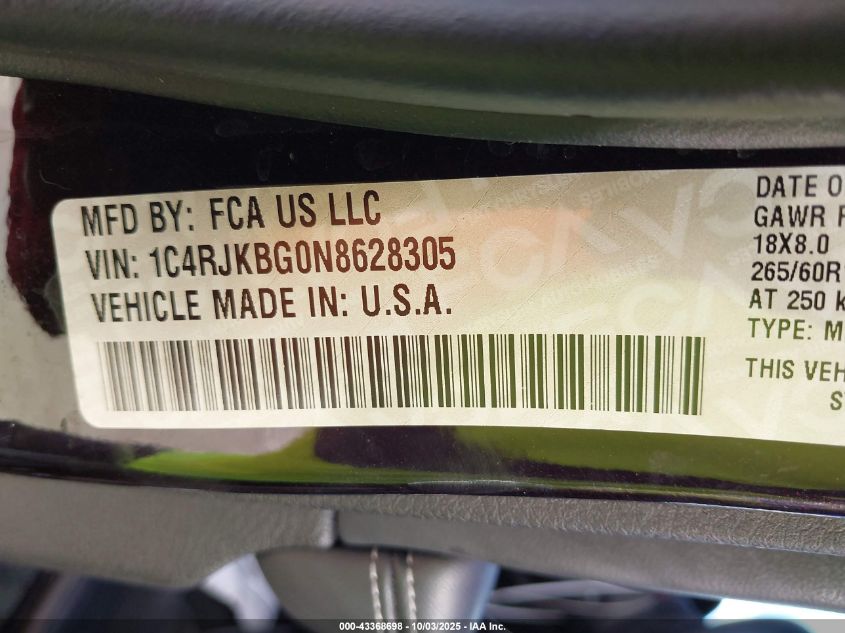 MFD BY: FCA US LLC
VIN: 1C4RJKBG0N8628305
VEHICLE MADE IN: U.S.A.
DATE O
GAWR F
18X8.0
265/60R
AT 250 k
TYPE: M
THIS VEH
000-43368698 - 10/03/2025 - IAA Inc.